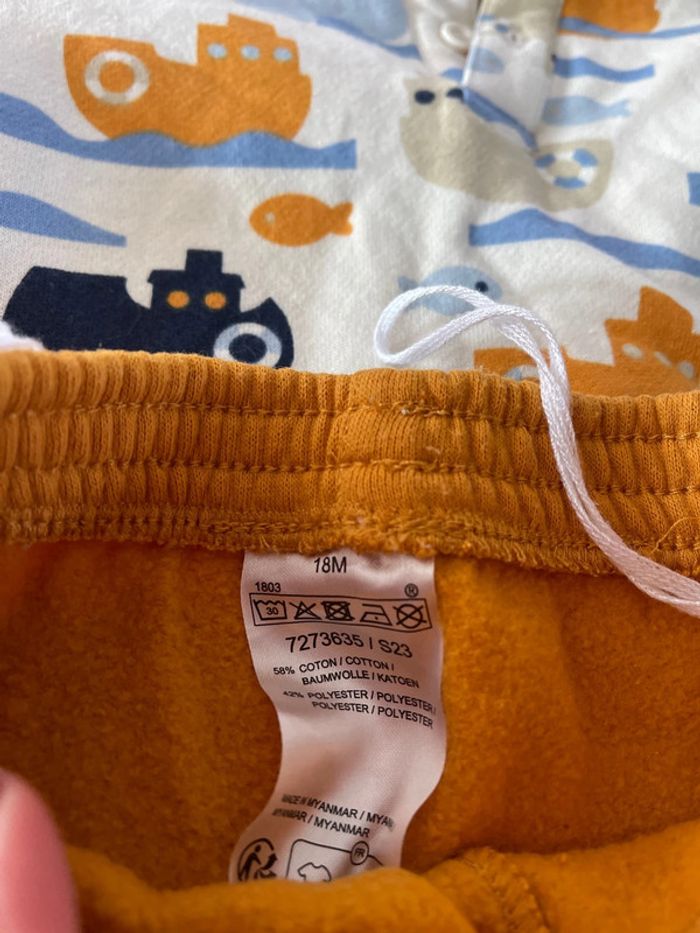 18M
1803
®
30
7273635 / S23
58% COTON / COTTON /
BAUMWOLLE / KATOEN
42% POLYESTER / POLYESTER/
POLYESTER / POLYESTER
MADE IN MYANMAR / MYAN
MYANMAR / MYANMAR
FR